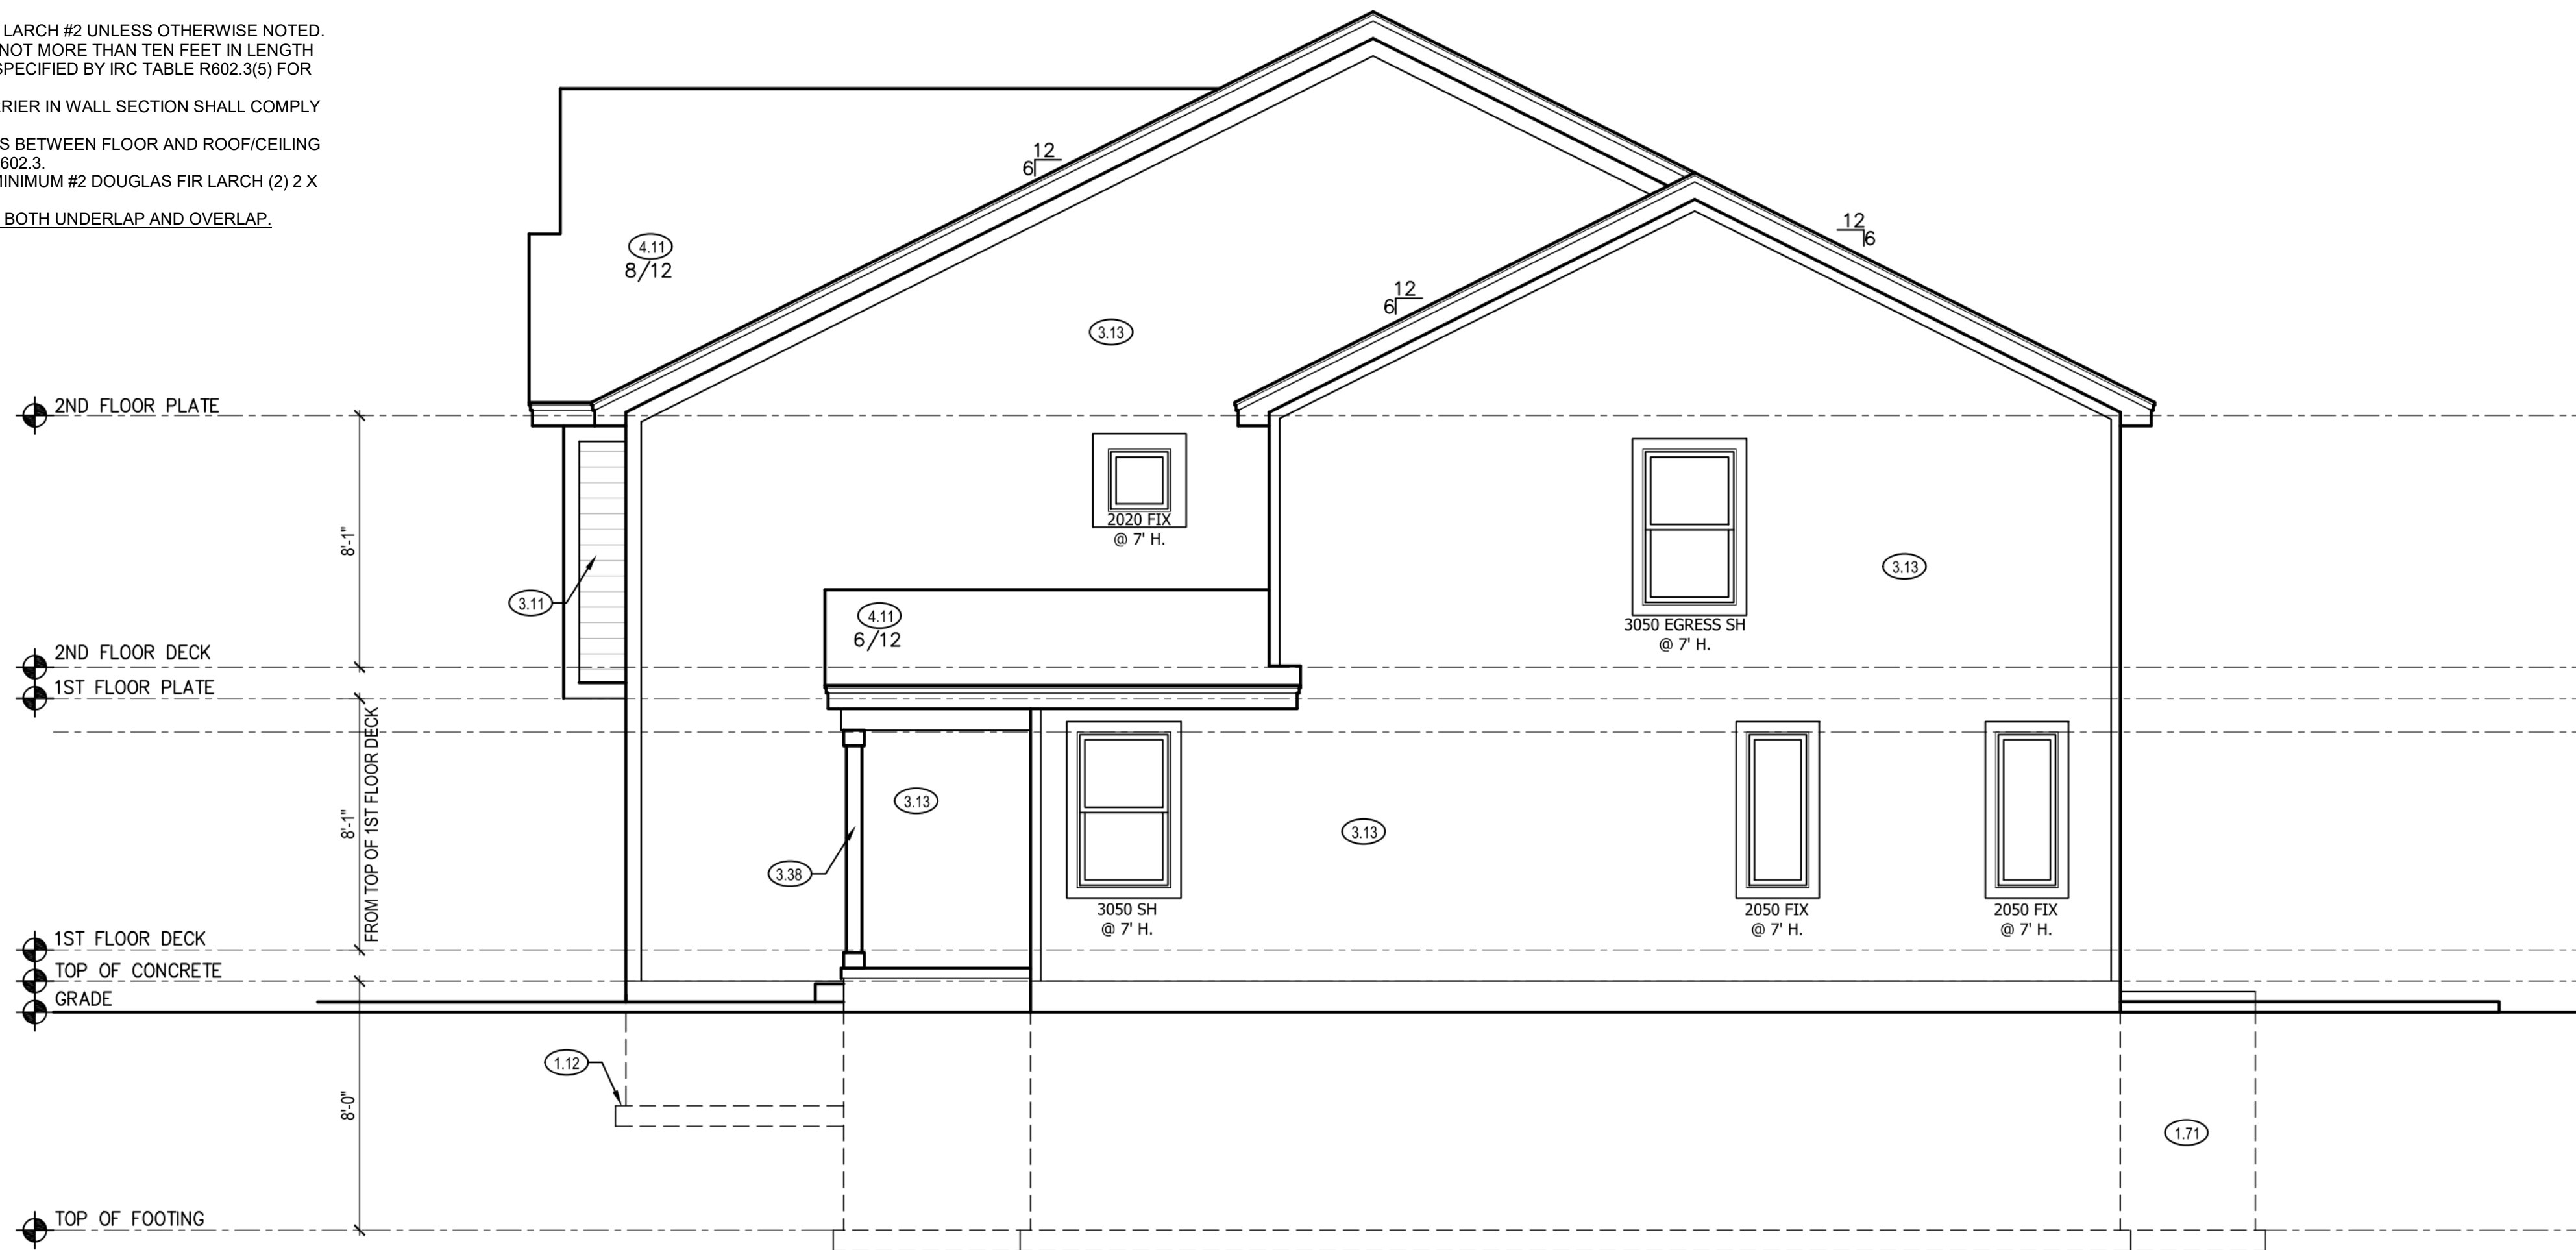 LARCH #2 UNLESS OTHERWISE NOTED.
NOT MORE THAN TEN FEET IN LENGTH
SPECIFIED BY IRC TABLE R602.3(5) FOR
RRIER IN WALL SECTION SHALL COMPLY
S BETWEEN FLOOR AND ROOF/CEILING
602.3.
MINIMUM #2 DOUGLAS FIR LARCH (2) 2 X
BOTH UNDERLAP AND OVERLAP.
12
6
12
6
4.11
8/12
12
6
3.13
2ND FLOOR PLATE
2020 FIX
@ 7' H.
8'-1"
3.13
3.11
4.11
6/12
3050 EGRESS SH
@ 7' H.
2ND FLOOR DECK
1ST FLOOR PLATE
8'-1"
FROM TOP OF 1ST FLOOR DECK
3.13
3.13
3.38
3050 SH
@ 7' H.
2050 FIX
@ 7' H.
2050 FIX
@ 7' H.
1ST FLOOR DECK
TOP OF CONCRETE
GRADE
1.12
8'-0"
1.71
TOP OF FOOTING